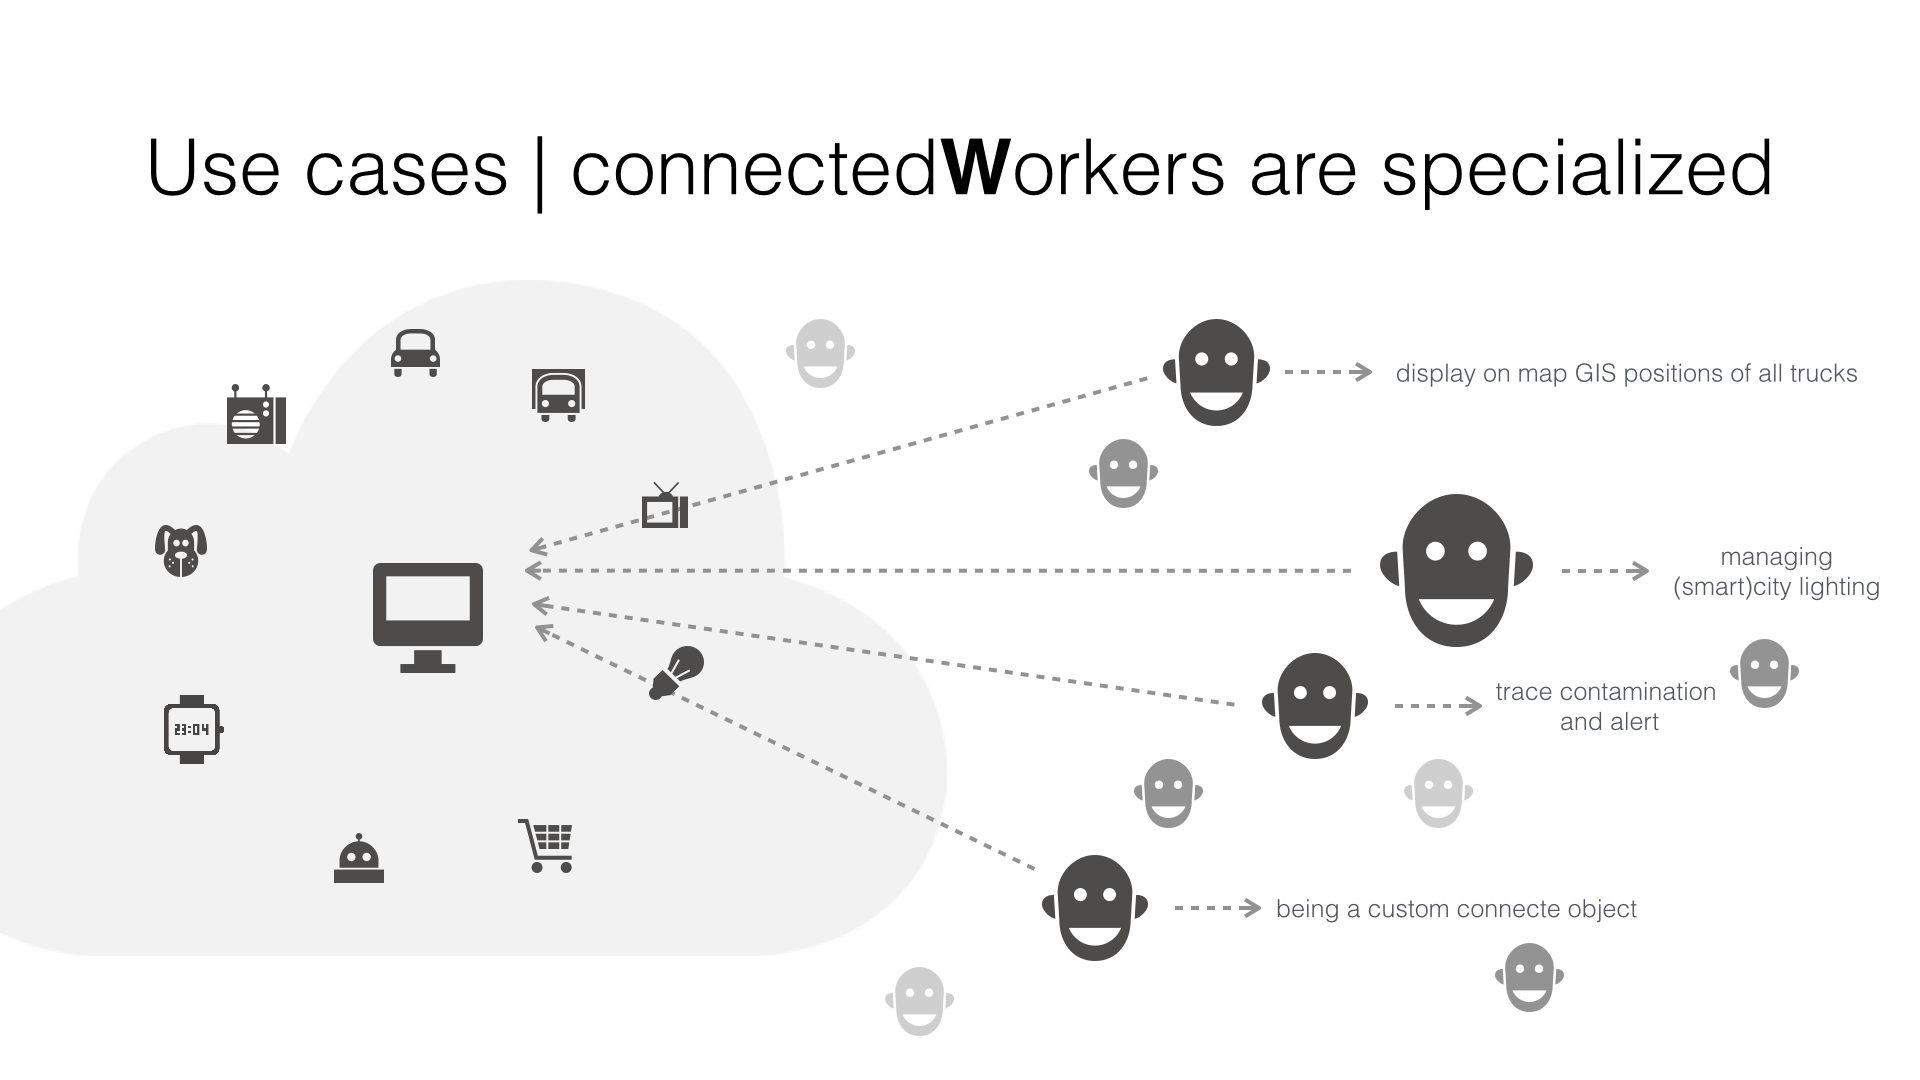 Use cases | connectedWorkers are specialized
display on map GIS positions of all trucks
managing
(smart)city lighting
trace contamination
and alert
23:04
being a custom connecte object